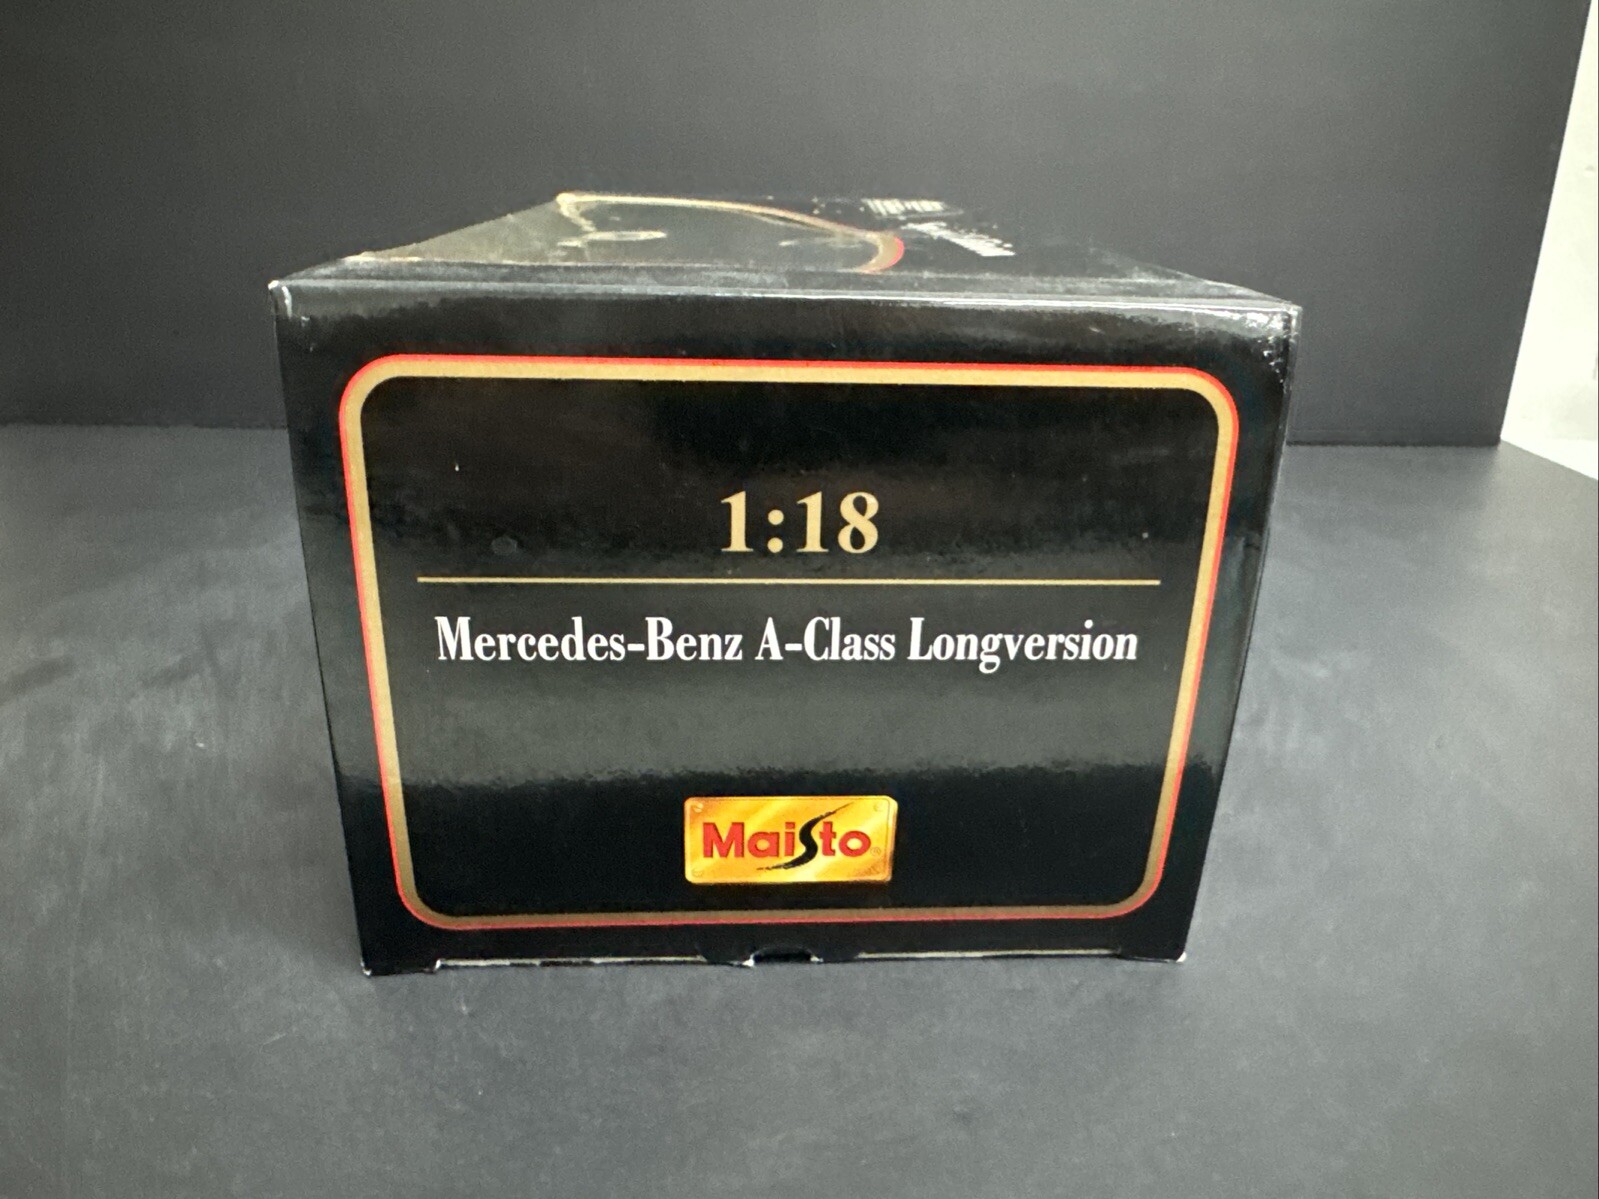 1:18
Mercedes-Benz A-Class Longversion
Maisto